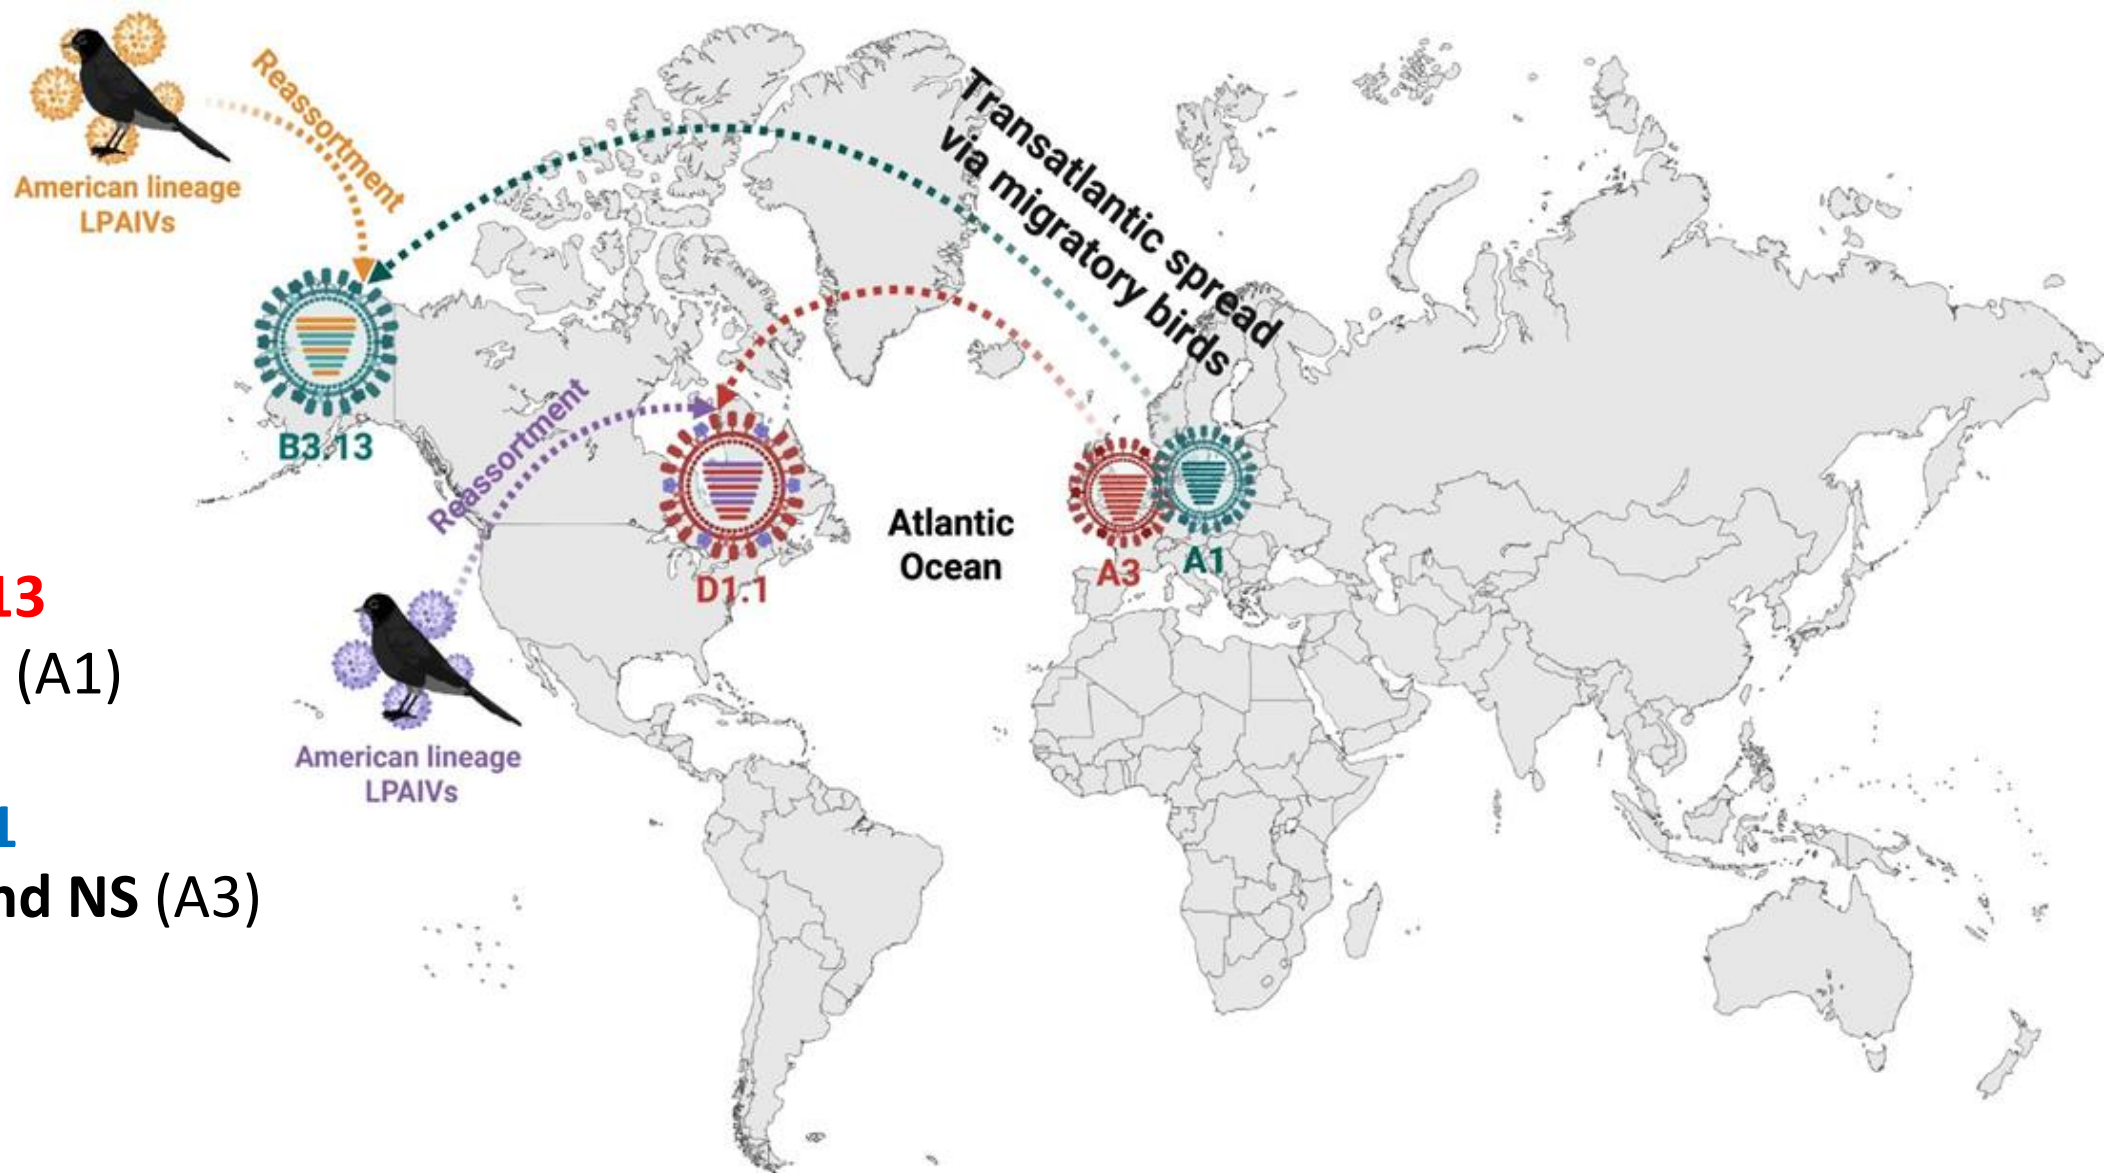 Reassortment
American lineage
LPAIVs
Transatlantic spread
via migratory birds
B3.13
Reassortment
D1.1
Atlantic
Ocean
A3
A1
American lineage
LPAIVs
13
(A1)
1
nd NS (A3)